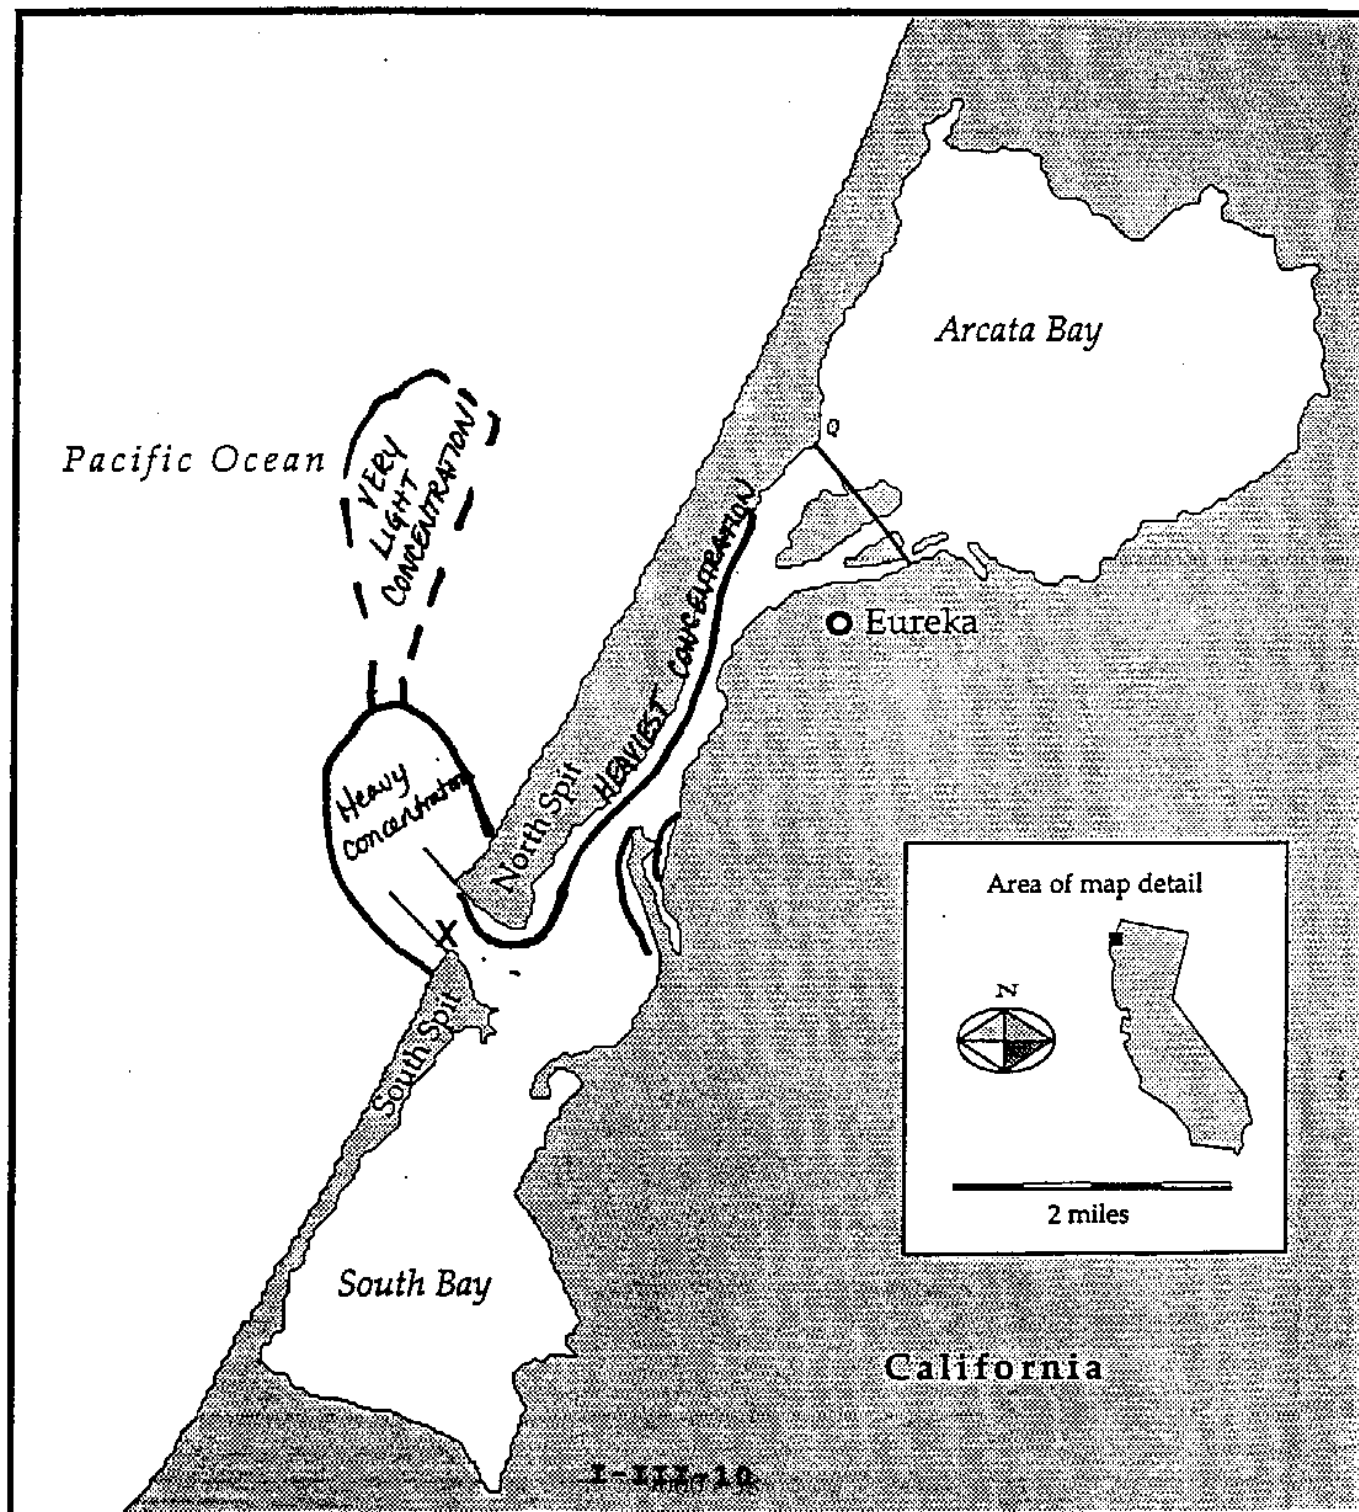 Arcata Bay
Pacific Ocean
VERY
LIGHT
CONCENTRATION
Q
HEAVIEST CONCENTRATION
Eureka
Heavy
concentration
North Spit
X
South Spit
Area of map detail
N
2 miles
South Bay
California
I-III-10